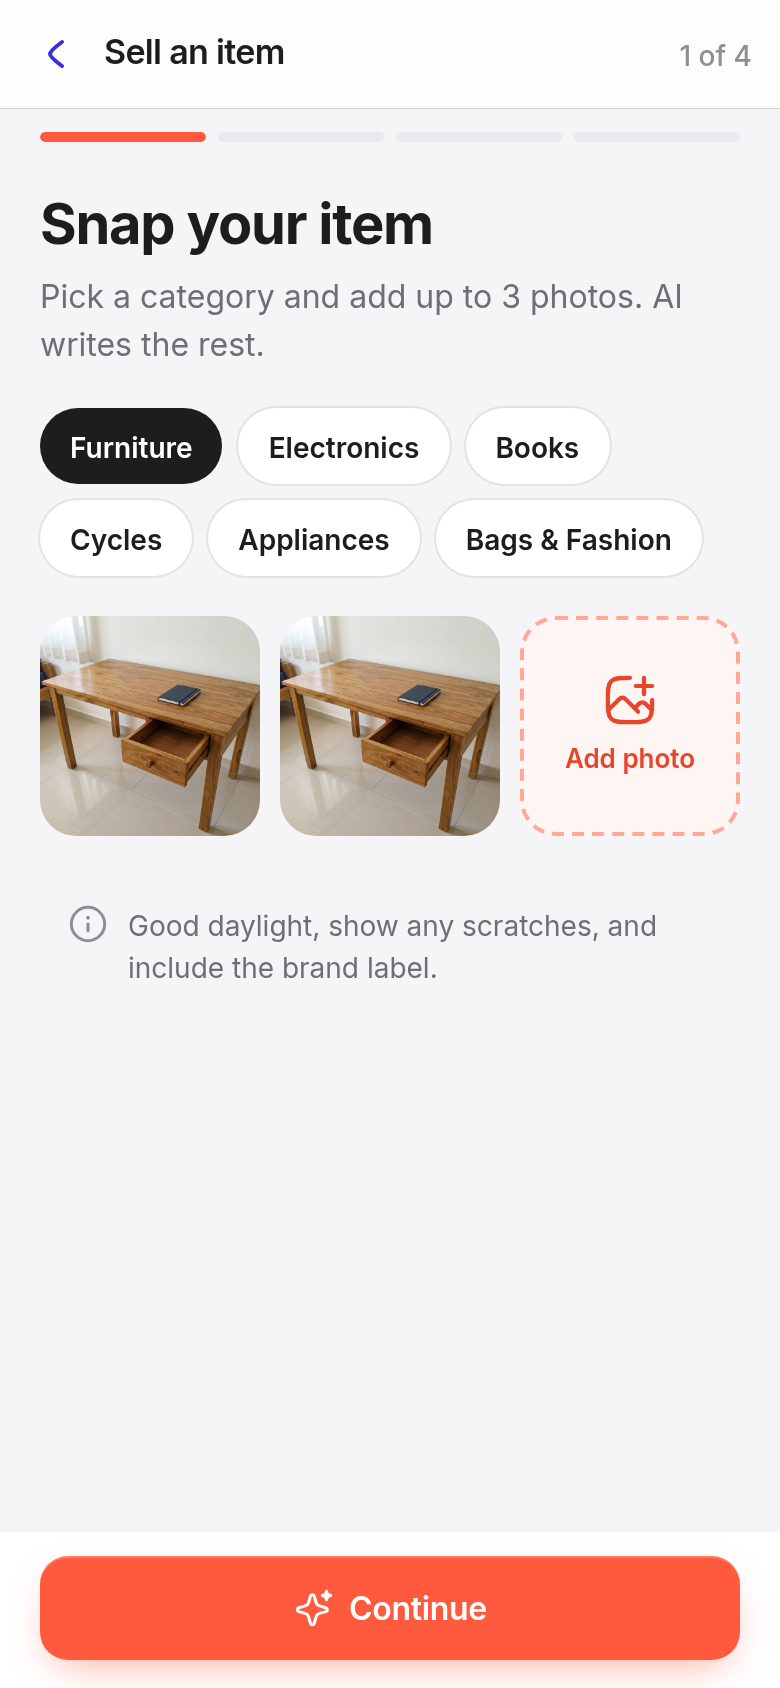 Sell an item
1 of 4
Snap your item
Pick a category and add up to 3 photos. AI
writes the rest.
Furniture
Electronics
Books
Cycles
Appliances
Bags & Fashion
Add photo
Good daylight, show any scratches, and
include the brand label.
Continue